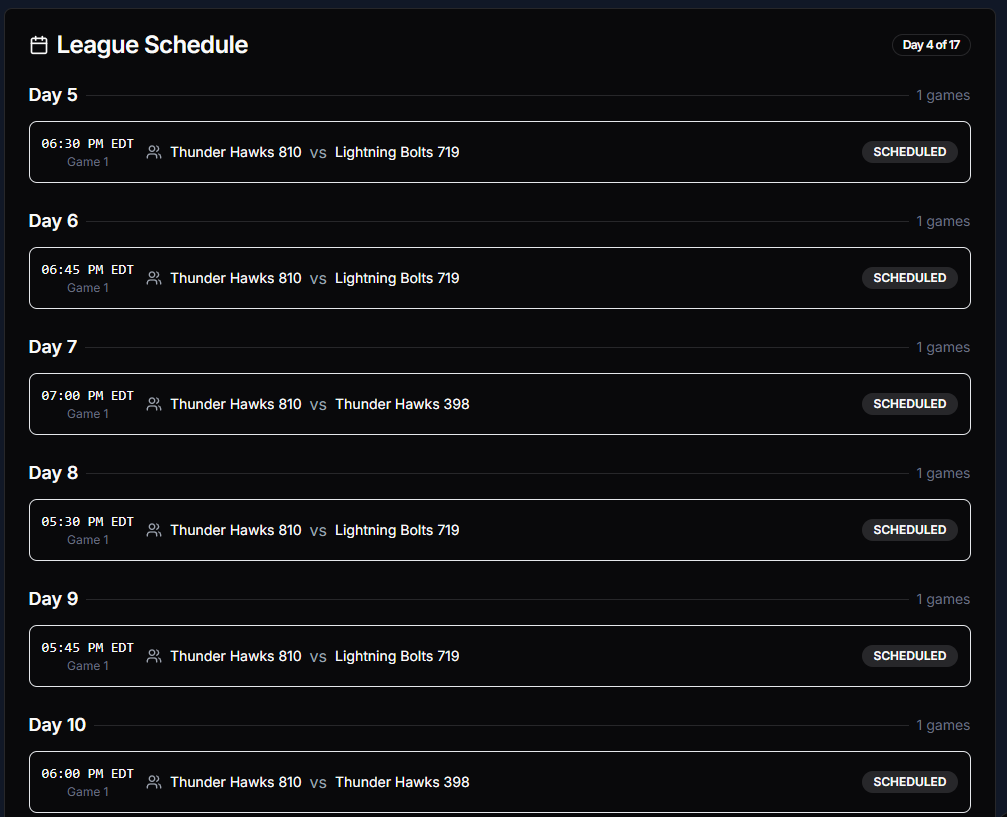 League Schedule
Day 4 of 17
Day 5
1 games
06:30 PM EDT
Game 1
Thunder Hawks 810 vs Lightning Bolts 719
SCHEDULED
Day 6
1 games
06:45 PM EDT
Game 1
Thunder Hawks 810 vs Lightning Bolts 719
SCHEDULED
Day 7
1 games
07:00 PM EDT
Game 1
Thunder Hawks 810 vs Thunder Hawks 398
SCHEDULED
Day 8
1 games
05:30 PM EDT
Game 1
Thunder Hawks 810 vs Lightning Bolts 719
SCHEDULED
Day 9
1 games
05:45 PM EDT
Game 1
Thunder Hawks 810 vs Lightning Bolts 719
SCHEDULED
Day 10
1 games
06:00 PM EDT
Game 1
Thunder Hawks 810 vs Thunder Hawks 398
SCHEDULED